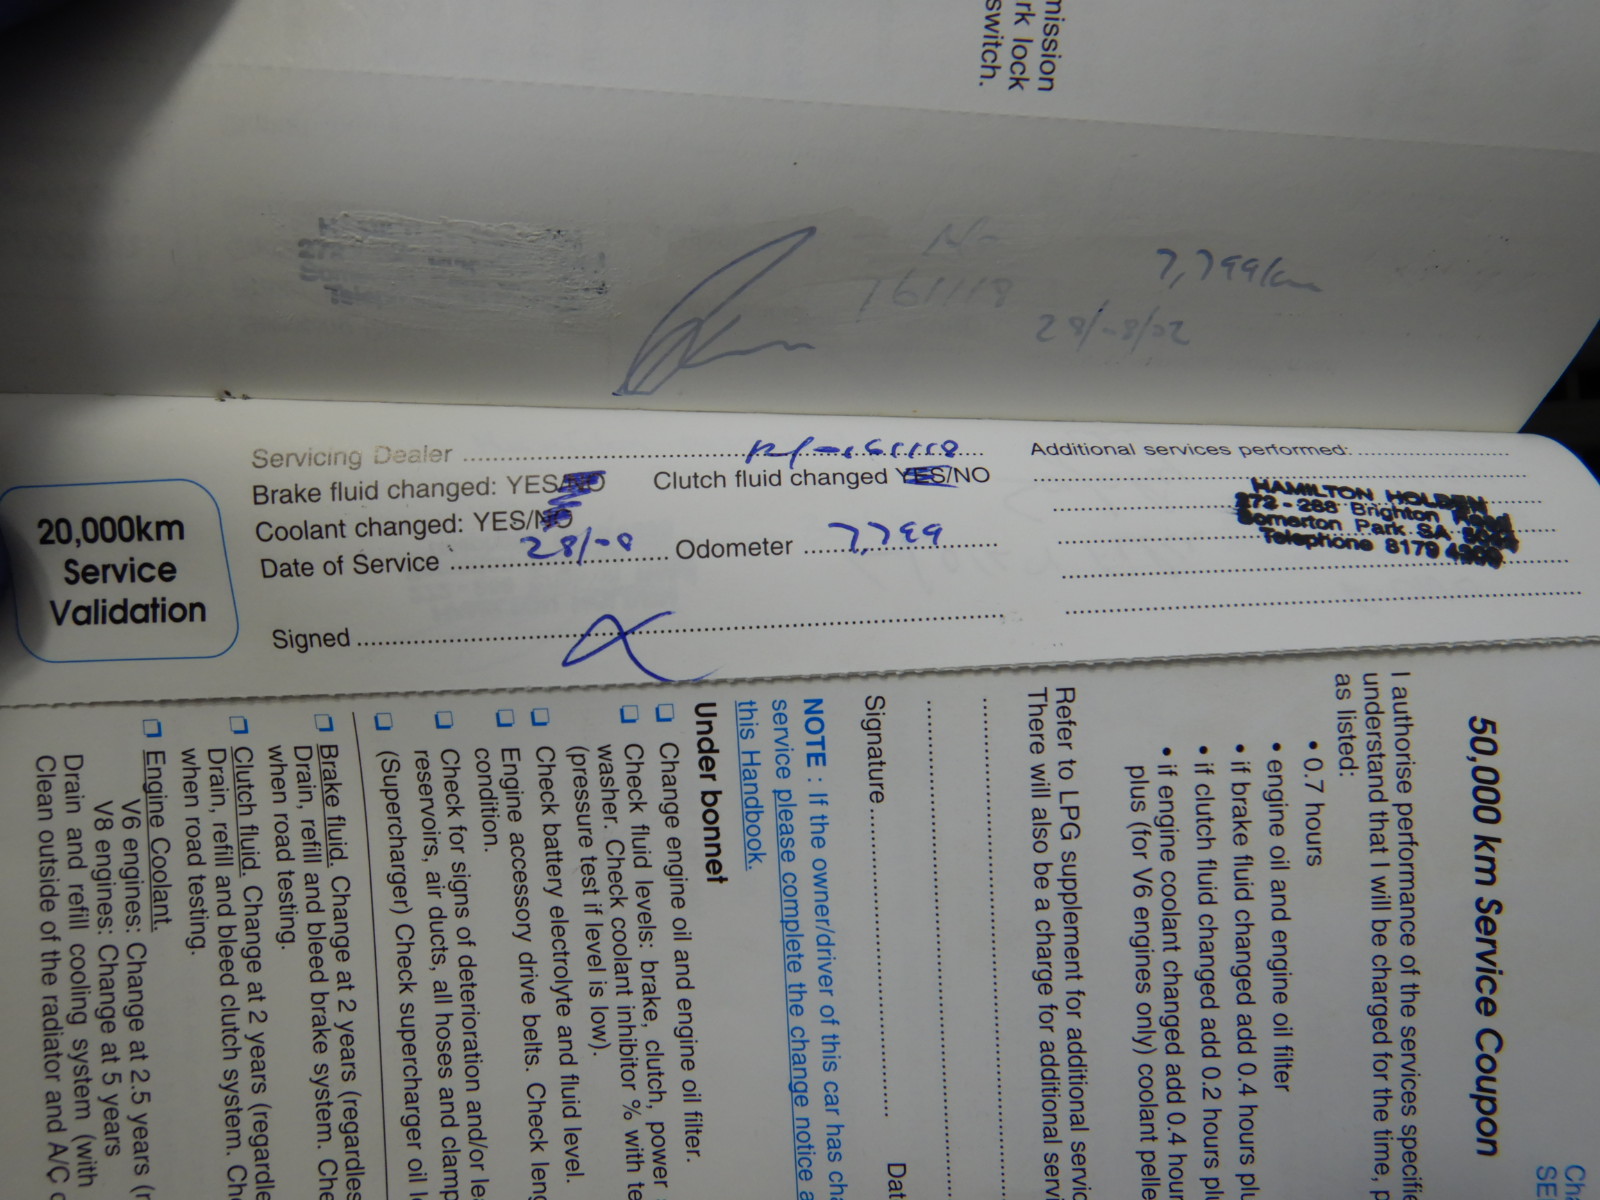 mission
rk lock
switch.
7,799km
28/-8/02
Servicing Dealer
Brake fluid changed: YES/NO Clutch fluid changed YES/NO
Coolant changed: YES/NO
Date of Service 28/-8 Odometer 7,799
Signed
20,000km
Service
Validation
Additional services performed:
HAMILTON HOLDEN
272 - 288 Brighton Road
Somerton Park SA 5044
Telephone 8179
50,000 km Service Coupon
I authorise performance of the services specifie
understand that I will be charged for the time, p
as listed:
• 0.7 hours
• engine oil and engine oil filter
• if brake fluid changed add 0.4 hours plu
• if clutch fluid changed add 0.2 hours plu
• if engine coolant changed add 0.4 hour
plus (for V6 engines only) coolant pelle
Refer to LPG supplement for additional servic
There will also be a charge for additional servi
Signature Dat
NOTE : If the owner/driver of this car has cha
service please complete the change notice a
this Handbook.
Under bonnet
❑ Change engine oil and engine oil filter.
❑ Check fluid levels: brake, clutch, power
washer. Check coolant inhibitor % with te
(pressure test if level is low).
❑ Check battery electrolyte and fluid level.
❑ Engine accessory drive belts. Check leng
condition.
❑ Check for signs of deterioration and/or lea
reservoirs, air ducts, all hoses and clamp
❑ (Supercharger) Check supercharger oil l
❑ Brake fluid. Change at 2 years (regardles
Drain, refill and bleed brake system. Che
when road testing.
❑ Clutch fluid. Change at 2 years (regardle
Drain, refill and bleed clutch system. Che
when road testing.
❑ Engine Coolant.
V6 engines: Change at 2.5 years (r
V8 engines: Change at 5 years
Drain and refill cooling system (with
Clean outside of the radiator and A/C c
Cha
SE